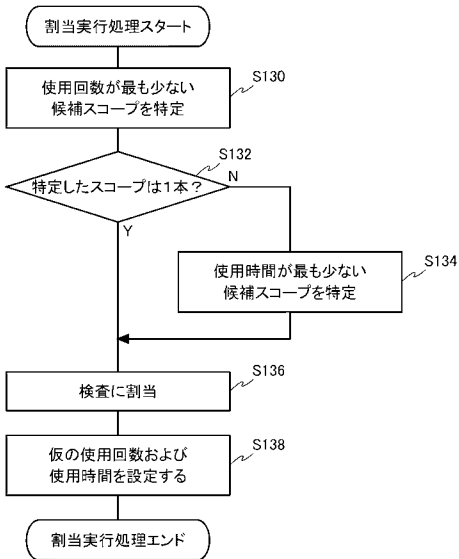 割当実行処理スタート
使用回数が最も少ない
候補スコープを特定
S130
特定したスコープは1本?
S132
N
Y
使用時間が最も少ない
候補スコープを特定
S134
検査に割当
S136
仮の使用回数および
使用時間を設定する
S138
割当実行処理エンド